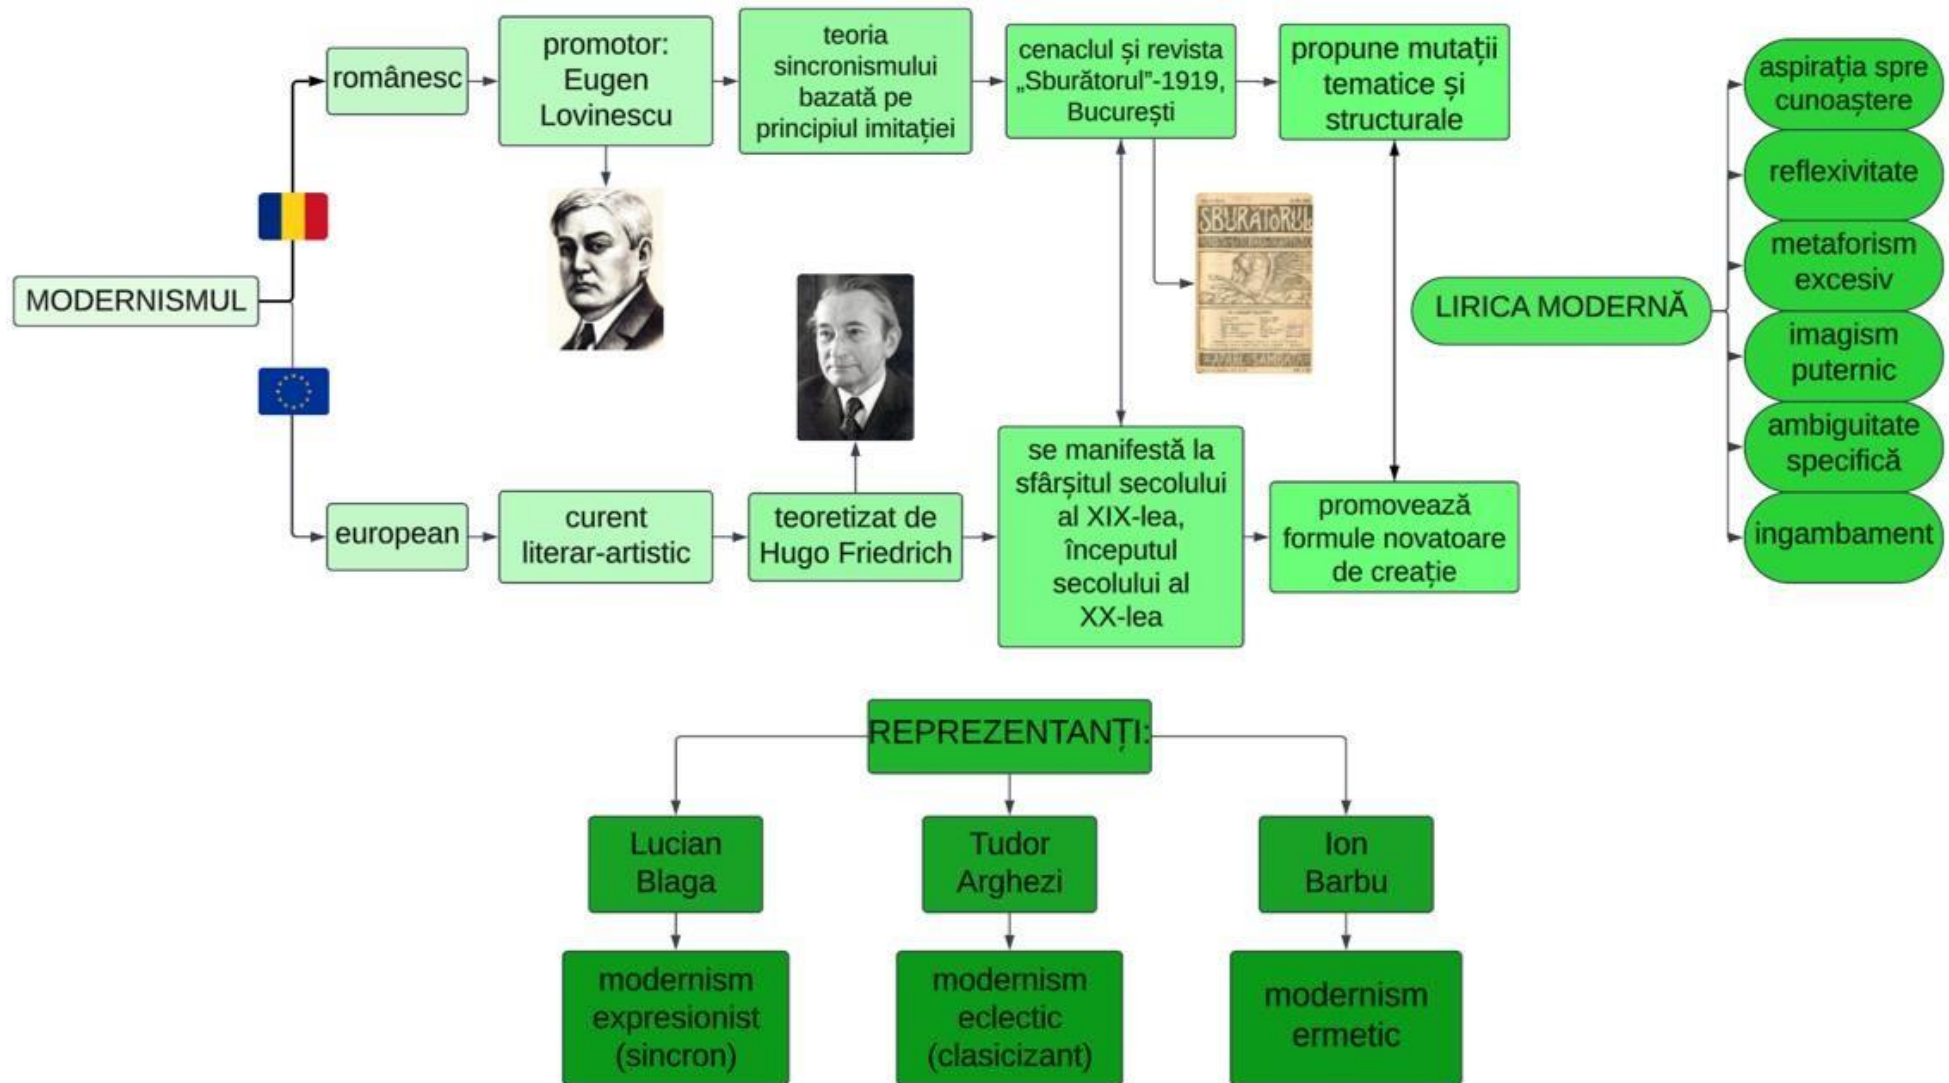 MODERNISMUL
românesc
promotor:
Eugen
Lovinescu
teoria
sincronismului
bazată pe
principiul imitației
cenaclul și revista
„Sburătorul”-1919,
București
propune mutații
tematice și
structurale
SBURĂTORUL
european
curent
literar-artistic
teoretizat de
Hugo Friedrich
se manifestă la
sfârșitul secolului
al XIX-lea,
începutul
secolului al
XX-lea
promovează
formule novatoare
de creație
LIRICA MODERNĂ
aspirația spre
cunoaștere
reflexivitate
metaforism
excesiv
imagism
puternic
ambiguitate
specifică
ingambament
REPREZENTANȚI:
Lucian
Blaga
modernism
expresionist
(sincron)
Tudor
Arghezi
modernism
eclectic
(clasicizant)
Ion
Barbu
modernism
ermetic